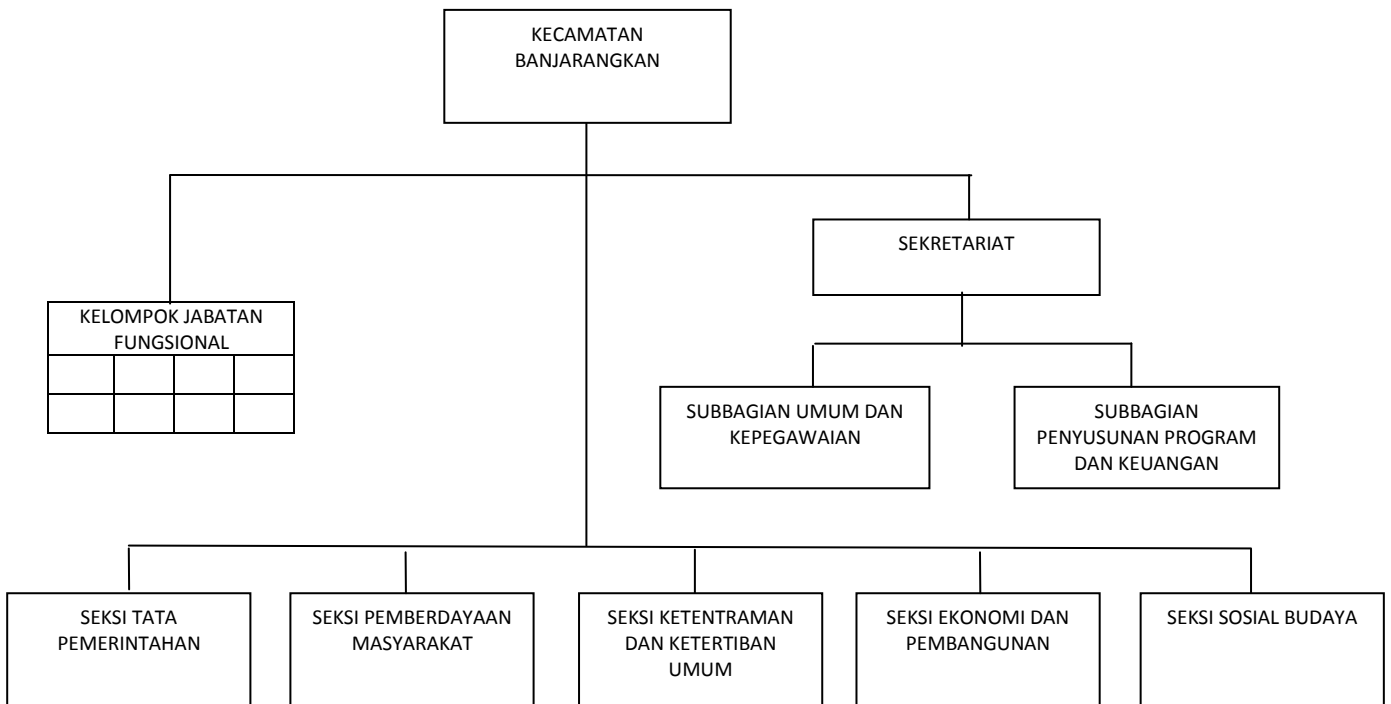 KECAMATAN
BANJARANGKAN
SEKRETARIAT
KELOMPOK JABATAN
FUNGSIONAL
SUBBAGIAN UMUM DAN
KEPEGAWAIAN
SUBBAGIAN
PENYUSUNAN PROGRAM
DAN KEUANGAN
SEKSI TATA
PEMERINTAHAN
SEKSI PEMBERDAYAAN
MASYARAKAT
SEKSI KETENTRAMAN
DAN KETERTIBAN
UMUM
SEKSI EKONOMI DAN
PEMBANGUNAN
SEKSI SOSIAL BUDAYA